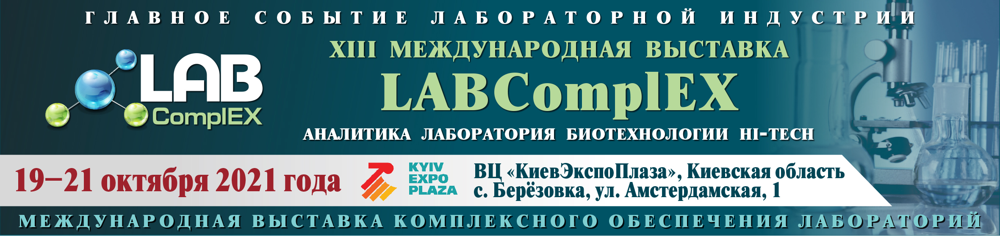 ГЛАВНОЕ СОБЫТИЕ ЛАБОРАТОРНОЙ ИНДУСТРИИ
LAB
ComplEX
XIII МЕЖДУНАРОДНАЯ ВЫСТАВКА
LABComplEX
АНАЛИТИКА ЛАБОРАТОРИЯ БИОТЕХНОЛОГИИ HI-TECH
19–21 октября 2021 года
KYIV
EXPO
PLAZA
ВЦ «КиевЭкспоПлаза», Киевская область
с. Берёзовка, ул. Амстердамская, 1
МЕЖДУНАРОДНАЯ ВЫСТАВКА КОМПЛЕКСНОГО ОБЕСПЕЧЕНИЯ ЛАБОРАТОРИЙ